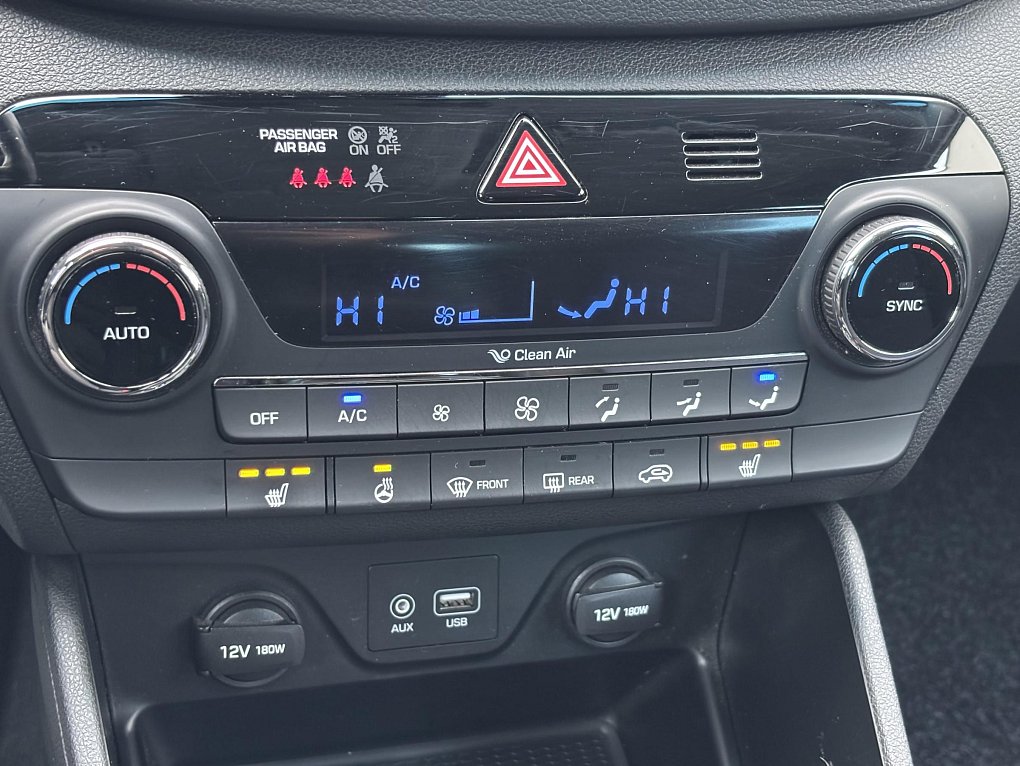 PASSENGER
AIR BAG
ON OFF
A/C
HI HI
Clean Air
AUTO
SYNC
OFF A/C
FRONT REAR
AUX USB
12V 180W
12V 180W